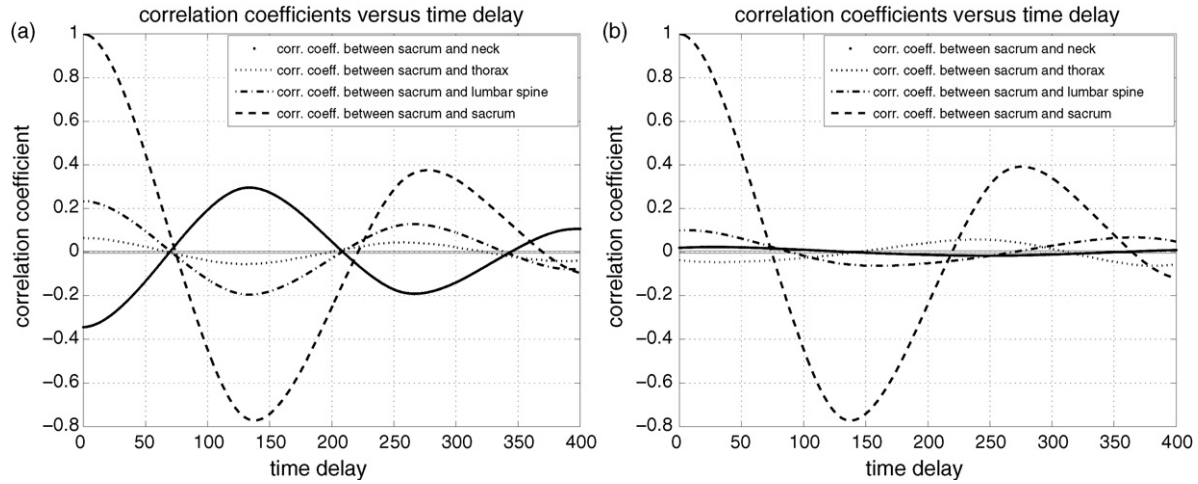 (a)
correlation coefficients versus time delay
corr. coeff. between sacrum and neck
corr. coeff. between sacrum and thorax
corr. coeff. between sacrum and lumbar spine
corr. coeff. between sacrum and sacrum
correlation coefficient
1
0.8
0.6
0.4
0.2
0
−0.2
−0.4
−0.6
−0.8
0 50 100 150 200 250 300 350 400
time delay
(b)
correlation coefficients versus time delay
corr. coeff. between sacrum and neck
corr. coeff. between sacrum and thorax
corr. coeff. between sacrum and lumbar spine
corr. coeff. between sacrum and sacrum
correlation coefficient
1
0.8
0.6
0.4
0.2
0
−0.2
−0.4
−0.6
−0.8
0 50 100 150 200 250 300 350 400
time delay